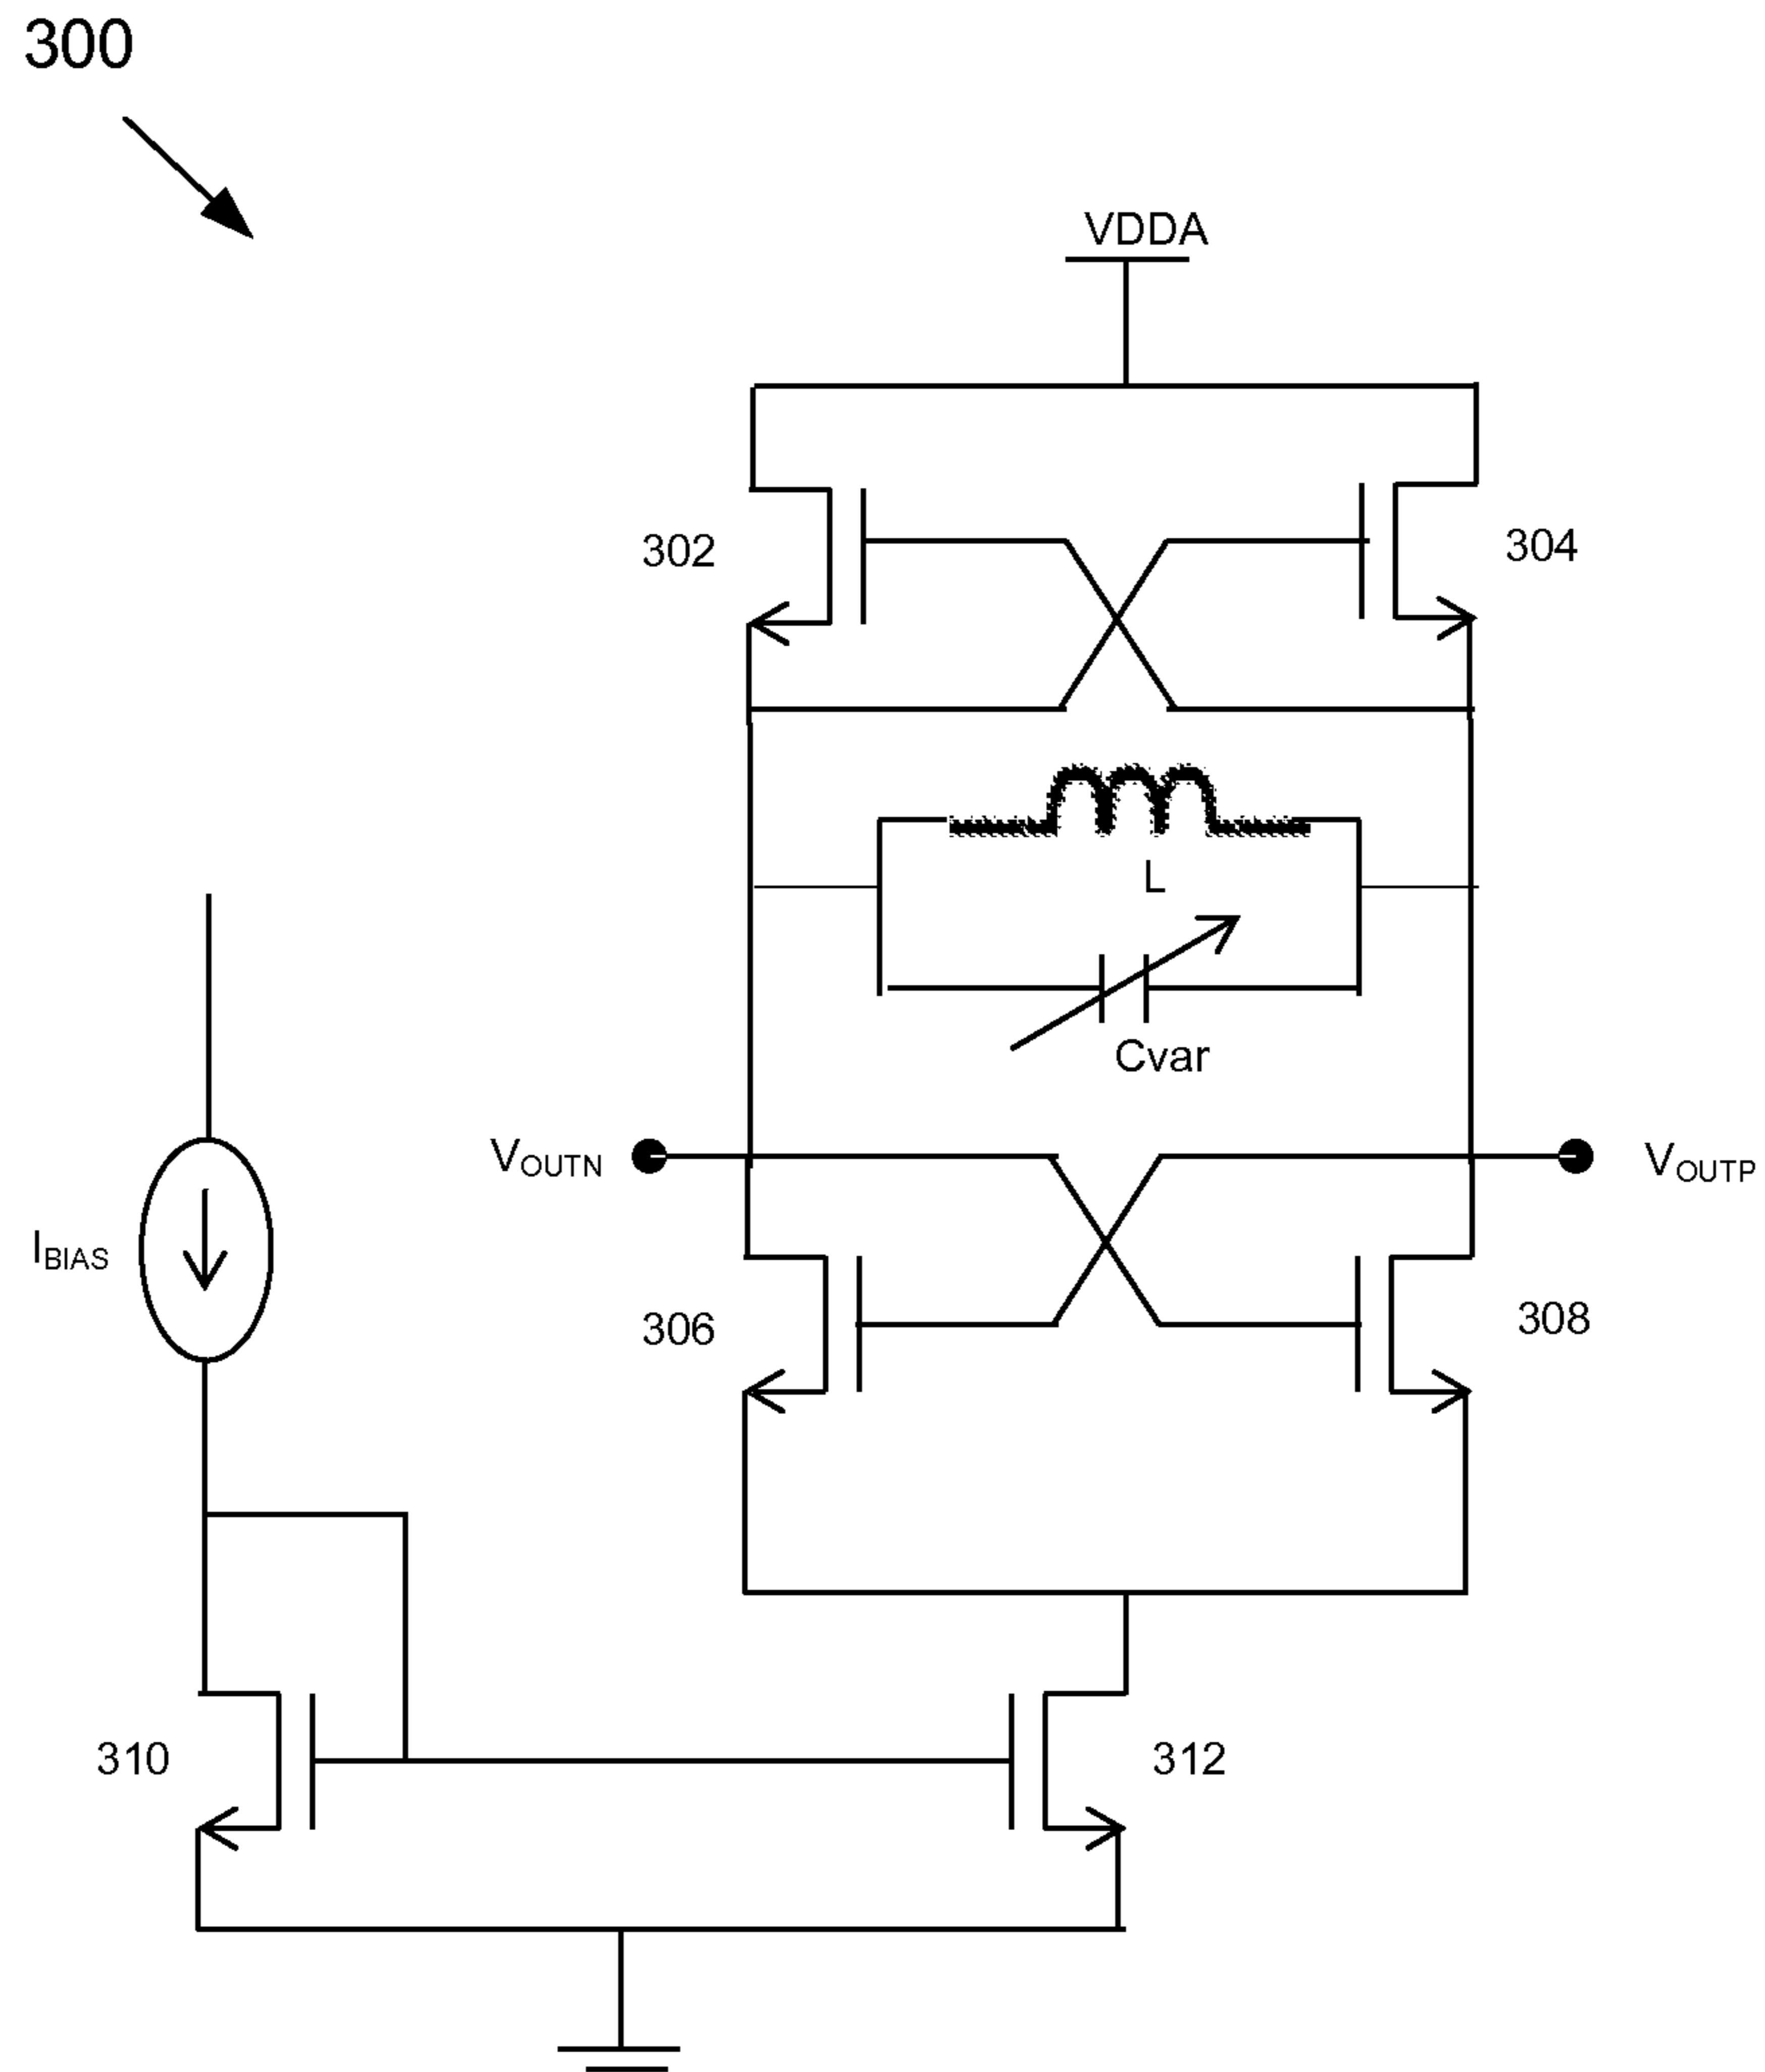 300
VDDA
302
304
L
Cvar
VOUTN
VOUTP
IBIAS
306
308
310
312